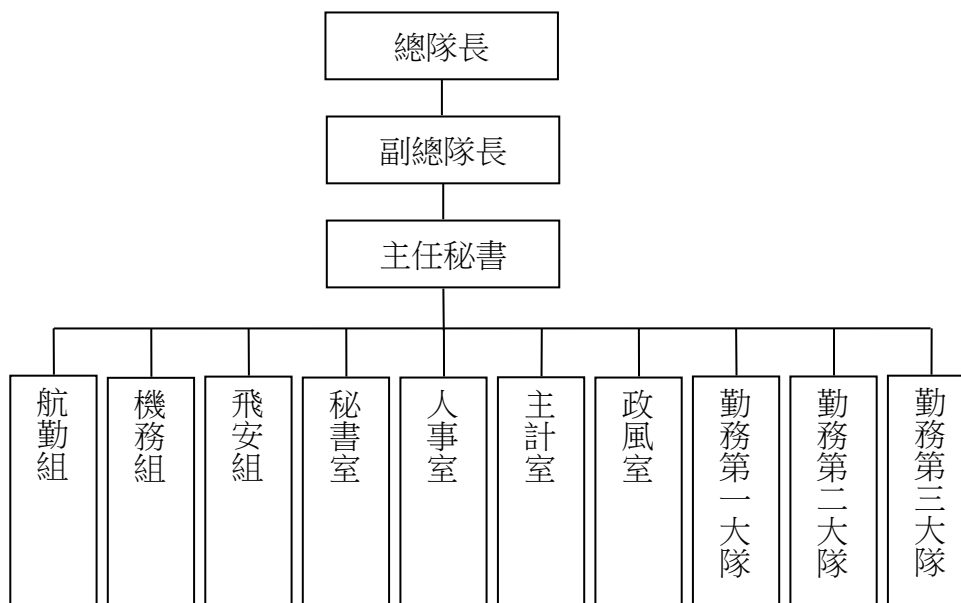 總隊長
副總隊長
主任秘書
航勤組
機務組
飛安組
秘書室
人事室
主計室
政風室
勤務第一大隊
勤務第二大隊
勤務第三大隊